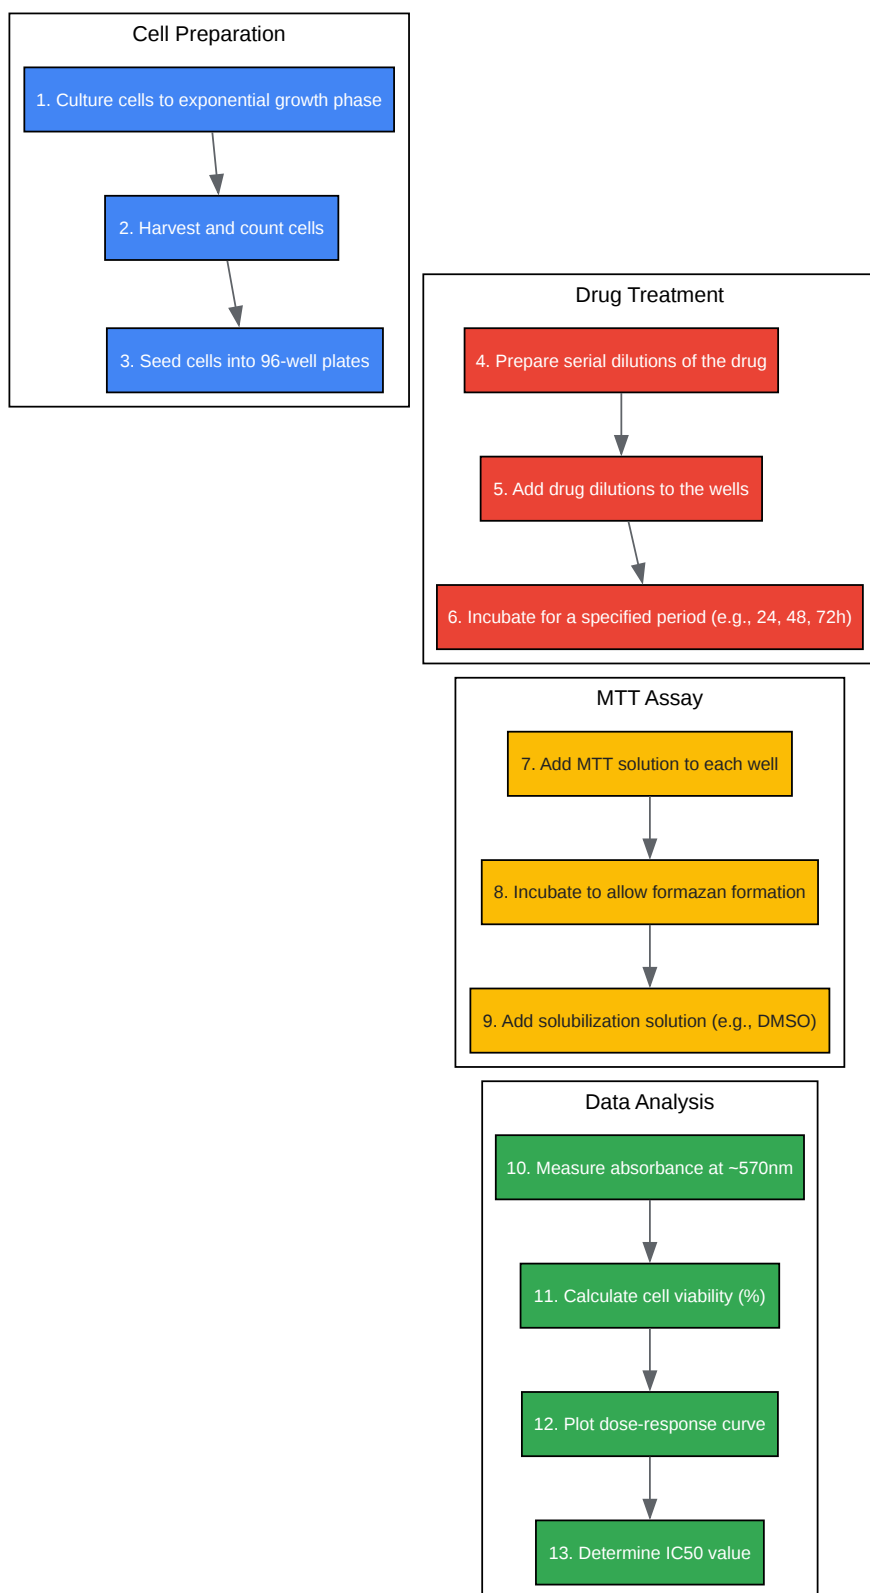 Cell Preparation
1. Culture cells to exponential growth phase
2. Harvest and count cells
3. Seed cells into 96-well plates
Drug Treatment
4. Prepare serial dilutions of the drug
5. Add drug dilutions to the wells
6. Incubate for a specified period (e.g., 24, 48, 72h)
MTT Assay
7. Add MTT solution to each well
8. Incubate to allow formazan formation
9. Add solubilization solution (e.g., DMSO)
Data Analysis
10. Measure absorbance at ~570nm
11. Calculate cell viability (%)
12. Plot dose-response curve
13. Determine IC50 value